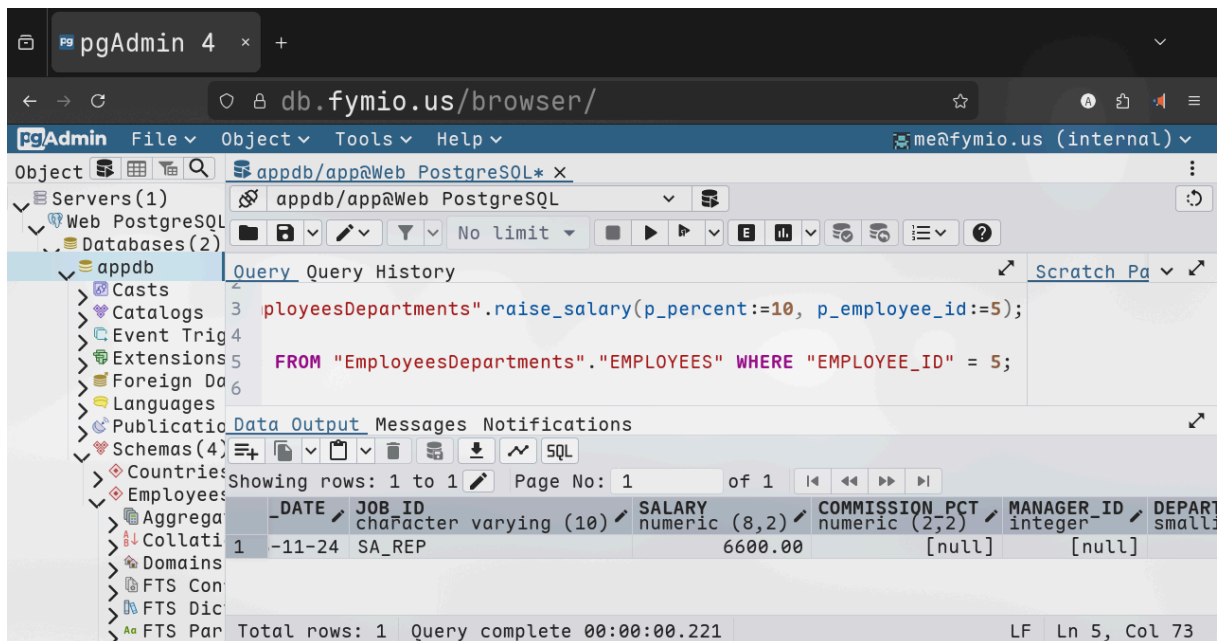 pgAdmin 4
db.fymio.us/browser/
pgAdmin File Object Tools Help me@fymio.us (internal)
Object appdb/app@Web PostgreSQL*
Servers(1) appdb/app@Web PostgreSQL
Web PostgreSQL No limit
Databases(2)
appdb Query Query History Scratch Pa
Casts
Catalogs 3 ployeesDepartments".raise_salary(p_percent:=10, p_employee_id:=5);
Event Trig 4
Extensions 5 FROM "EmployeesDepartments"."EMPLOYEES" WHERE "EMPLOYEE_ID" = 5;
Foreign Da 6
Languages
Publicatio Data Output Messages Notifications
Schemas(4) SQL
Countries Showing rows: 1 to 1 Page No: 1 of 1
Employees _DATE JOB_ID SALARY COMMISSION_PCT MANAGER_ID DEPART
Aggrega character varying (10) numeric (8,2) numeric (2,2) integer smalli
Collati 1 -11-24 SA_REP 6600.00 [null] [null]
Domains
FTS Con
FTS Dic
FTS Par Total rows: 1 Query complete 00:00:00.221 LF Ln 5, Col 73